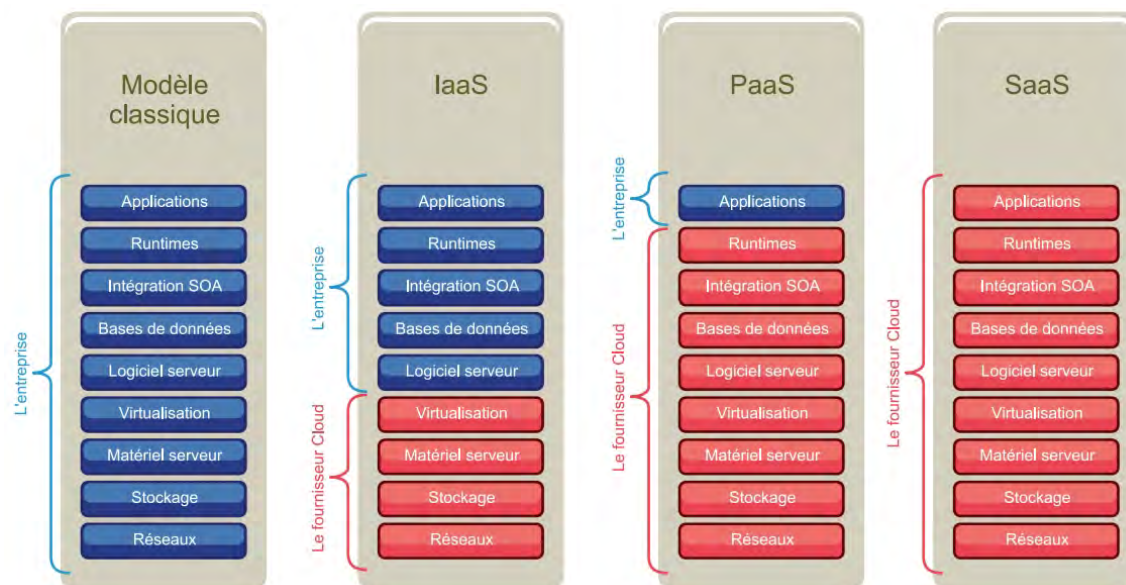 Modèle
classique
L'entreprise
Applications
Runtimes
Intégration SOA
Bases de données
Logiciel serveur
Virtualisation
Matériel serveur
Stockage
Réseaux
IaaS
L'entreprise
Applications
Runtimes
Intégration SOA
Bases de données
Logiciel serveur
Le fournisseur Cloud
Virtualisation
Matériel serveur
Stockage
Réseaux
PaaS
L'entreprise
Applications
Le fournisseur Cloud
Runtimes
Intégration SOA
Bases de données
Logiciel serveur
Virtualisation
Matériel serveur
Stockage
Réseaux
SaaS
Le fournisseur Cloud
Applications
Runtimes
Intégration SOA
Bases de données
Logiciel serveur
Virtualisation
Matériel serveur
Stockage
Réseaux